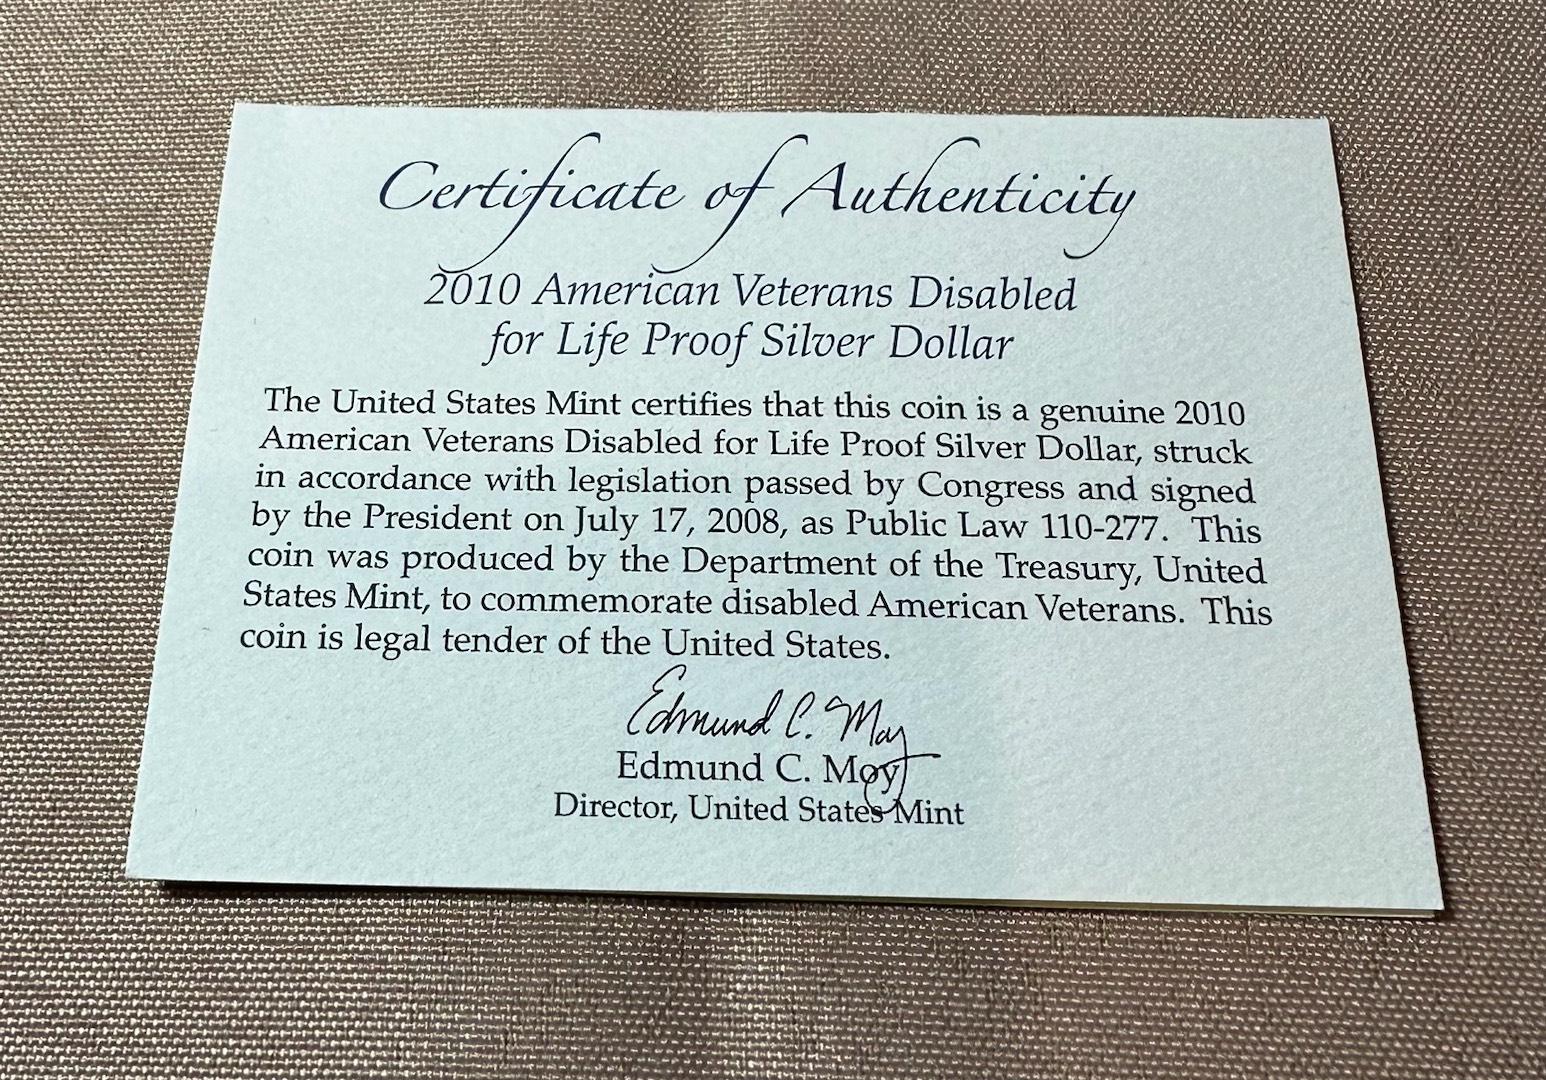 Certificate of Authenticity
2010 American Veterans Disabled
for Life Proof Silver Dollar
The United States Mint certifies that this coin is a genuine 2010
American Veterans Disabled for Life Proof Silver Dollar, struck
in accordance with legislation passed by Congress and signed
by the President on July 17, 2008, as Public Law 110-277. This
coin was produced by the Department of the Treasury, United
States Mint, to commemorate disabled American Veterans. This
coin is legal tender of the United States.
Edmund C. Moy
Edmund C. Moy
Director, United States Mint